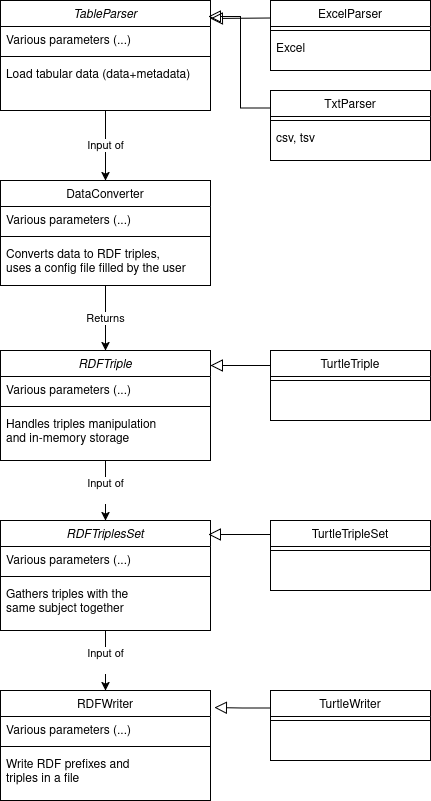 TableParser
Various parameters (...)
Load tabular data (data+metadata)
ExcelParser
Excel
TxtParser
csv, tsv
Input of
DataConverter
Various parameters (...)
Converts data to RDF triples,
uses a config file filled by the user
Returns
RDFTriple
Various parameters (...)
Handles triples manipulation
and in-memory storage
TurtleTriple
Input of
RDFTriplesSet
Various parameters (...)
Gathers triples with the
same subject together
TurtleTripleSet
Input of
RDFWriter
Various parameters (...)
Write RDF prefixes and
triples in a file
TurtleWriter